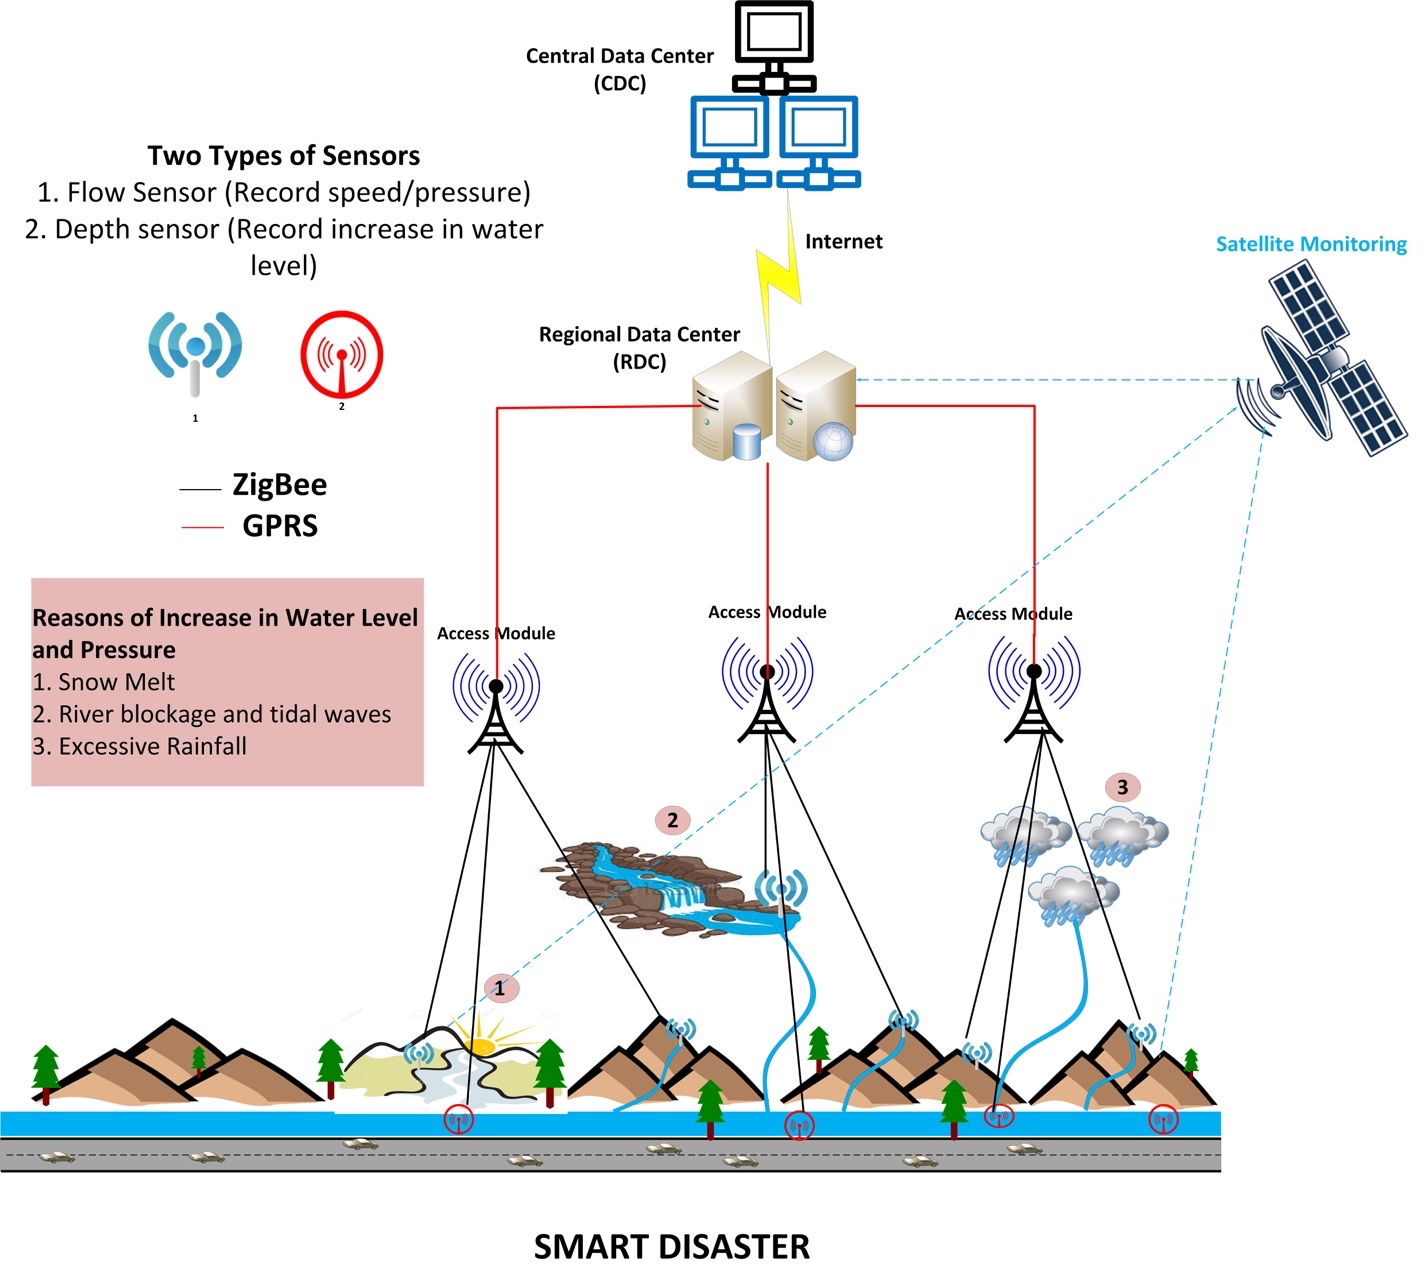 Central Data Center
(CDC)
Two Types of Sensors
1. Flow Sensor (Record speed/pressure)
2. Depth sensor (Record increase in water
level)
1
2
Internet
Satellite Monitoring
Regional Data Center
(RDC)
ZigBee
GPRS
Reasons of Increase in Water Level
and Pressure
1. Snow Melt
2. River blockage and tidal waves
3. Excessive Rainfall
Access Module
Access Module
Access Module
3
2
1
SMART DISASTER